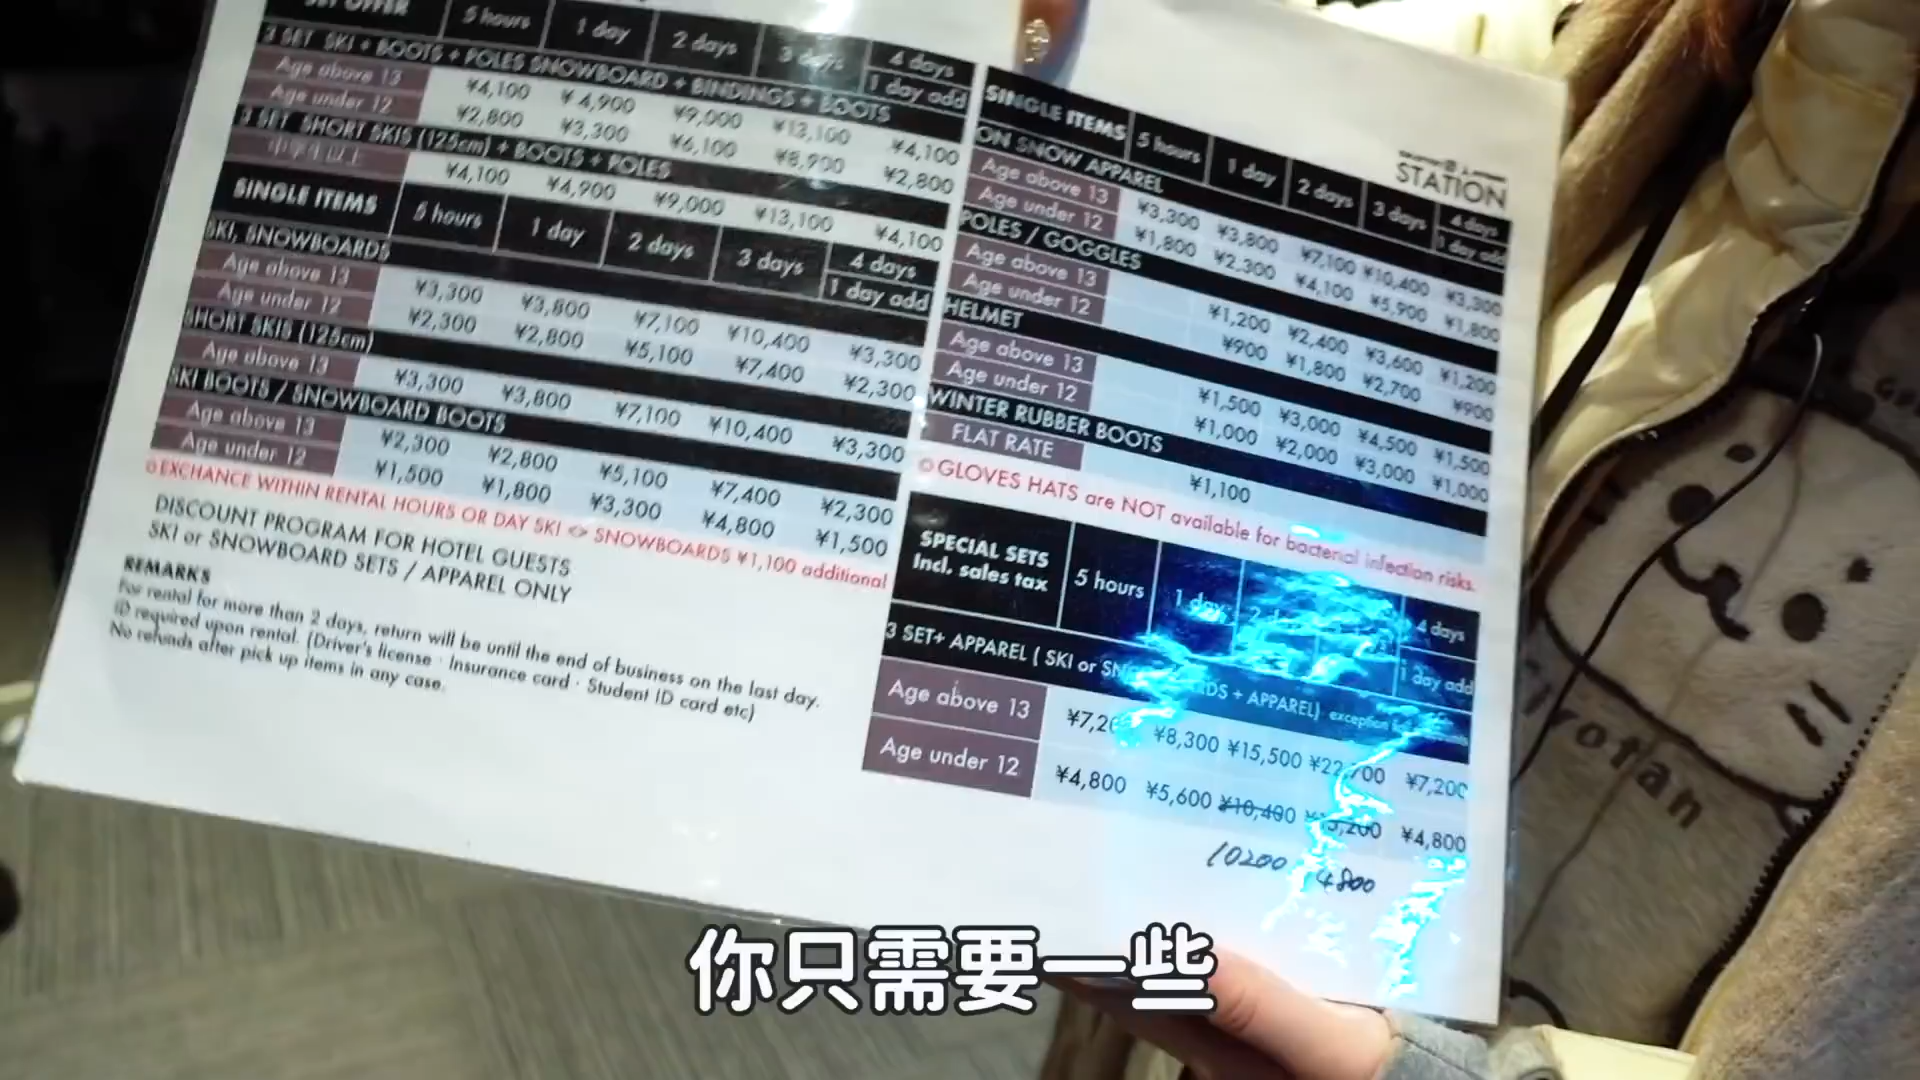 SET OFFER 5 hours 1 day 2 days 3 days 4 days
1 day add
3 SET SKI + BOOTS + POLES SNOWBOARD + BINDINGS + BOOTS
Age above 13 ¥4,100 ¥4,900 ¥9,000 ¥13,100 ¥4,100
Age under 12 ¥2,800 ¥3,300 ¥6,100 ¥8,900 ¥2,800
3 SET SHORT SKIS (125cm) + BOOTS + POLES
中学生以上 ¥4,100 ¥4,900 ¥9,000 ¥13,100 ¥4,100
SINGLE ITEMS 5 hours 1 day 2 days 3 days 4 days
1 day add
SKI, SNOWBOARDS
Age above 13 ¥3,300 ¥3,800 ¥7,100 ¥10,400 ¥3,300
Age under 12 ¥2,300 ¥2,800 ¥5,100 ¥7,400 ¥2,300
SHORT SKIS (125cm)
Age above 13 ¥3,300 ¥3,800 ¥7,100 ¥10,400 ¥3,300
SKI BOOTS / SNOWBOARD BOOTS
Age above 13 ¥2,300 ¥2,800 ¥5,100 ¥7,400 ¥2,300
Age under 12 ¥1,500 ¥1,800 ¥3,300 ¥4,800 ¥1,500
EXCHANCE WITHIN RENTAL HOURS OR DAY SKI <> SNOWBOARDS ¥1,100 additional
DISCOUNT PROGRAM FOR HOTEL GUESTS
SKI or SNOWBOARD SETS / APPAREL ONLY
REMARKS
For rental for more than 2 days, return will be until the end of business on the last day.
ID required upon rental. (Driver's license · Insurance card · Student ID card etc)
No refunds after pick up items in any case.
STATION
SINGLE ITEMS 5 hours 1 day 2 days 3 days 4 days
1 day add
ON SNOW APPAREL
Age above 13 ¥3,300 ¥3,800 ¥7,100 ¥10,400 ¥3,300
Age under 12 ¥1,800 ¥2,300 ¥4,100 ¥5,900 ¥1,800
POLES / GOGGLES
Age above 13 ¥1,200 ¥2,400 ¥3,600 ¥1,200
Age under 12 ¥900 ¥1,800 ¥2,700 ¥900
HELMET
Age above 13 ¥1,500 ¥3,000 ¥4,500 ¥1,500
Age under 12 ¥1,000 ¥2,000 ¥3,000 ¥1,000
WINTER RUBBER BOOTS
FLAT RATE ¥1,100
GLOVES HATS are NOT available for bacterial infection risks.
SPECIAL SETS
Incl. sales tax
5 hours 1 day 4 days
1 day add
3 SET+ APPAREL ( SKI or + APPAREL) exception
Age above 13 ¥8,300 ¥15,500 ¥22,700 ¥7,200
Age under 12 ¥4,800 ¥5,600 ¥10,400 ¥4,800
10200 4800
你只需要一些